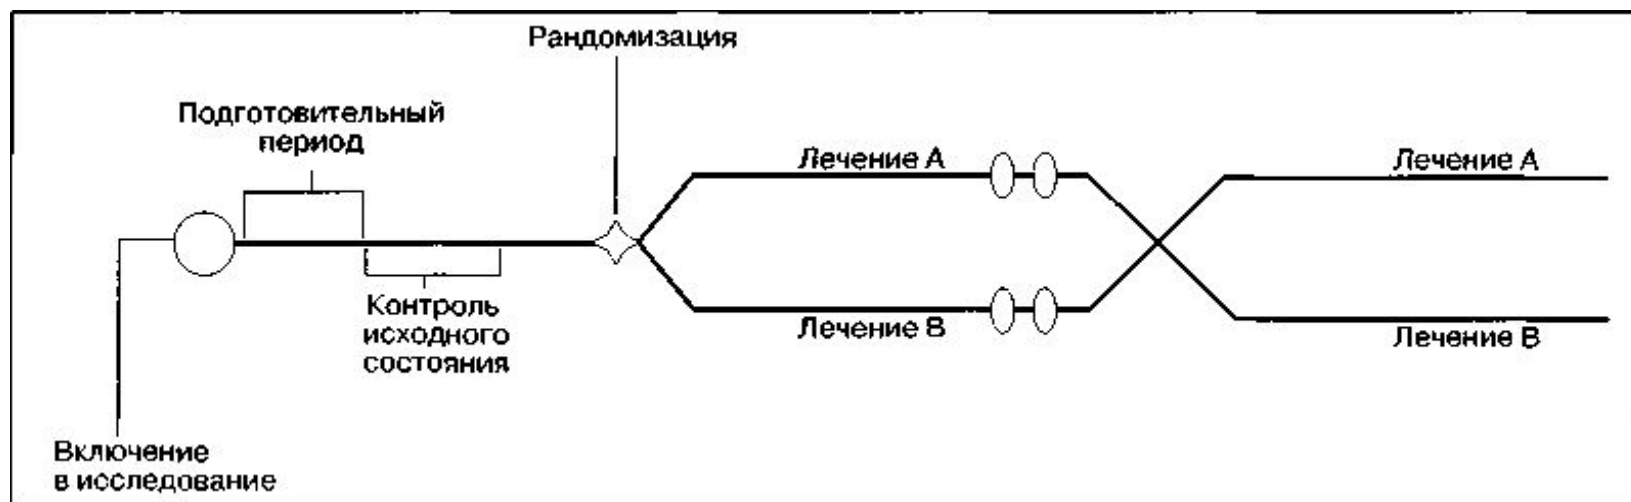 Рандомизация
Подготовительный
период
Лечение А
Лечение А
Контроль
исходного
состояния
Лечение В
Лечение В
Включение
в исследование